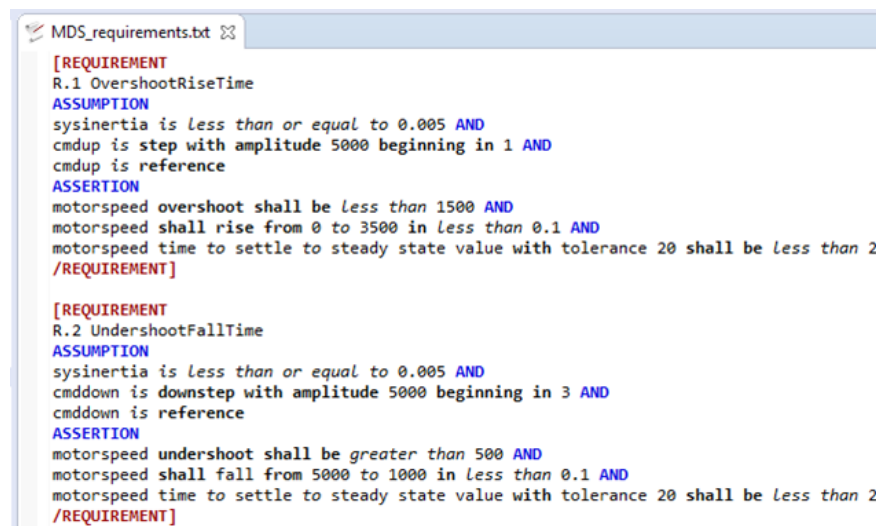 MDS_requirements.txt
[REQUIREMENT
R.1 OvershootRiseTime
ASSUMPTION
sysinertia is less than or equal to 0.005 AND
cmdup is step with amplitude 5000 beginning in 1 AND
cmdup is reference
ASSERTION
motorspeed overshoot shall be less than 1500 AND
motorspeed shall rise from 0 to 3500 in less than 0.1 AND
motorspeed time to settle to steady state value with tolerance 20 shall be less than 2
/REQUIREMENT]
[REQUIREMENT
R.2 UndershootFallTime
ASSUMPTION
sysinertia is less than or equal to 0.005 AND
cmddown is downstep with amplitude 5000 beginning in 3 AND
cmddown is reference
ASSERTION
motorspeed undershoot shall be greater than 500 AND
motorspeed shall fall from 5000 to 1000 in less than 0.1 AND
motorspeed time to settle to steady state value with tolerance 20 shall be less than 2
/REQUIREMENT]